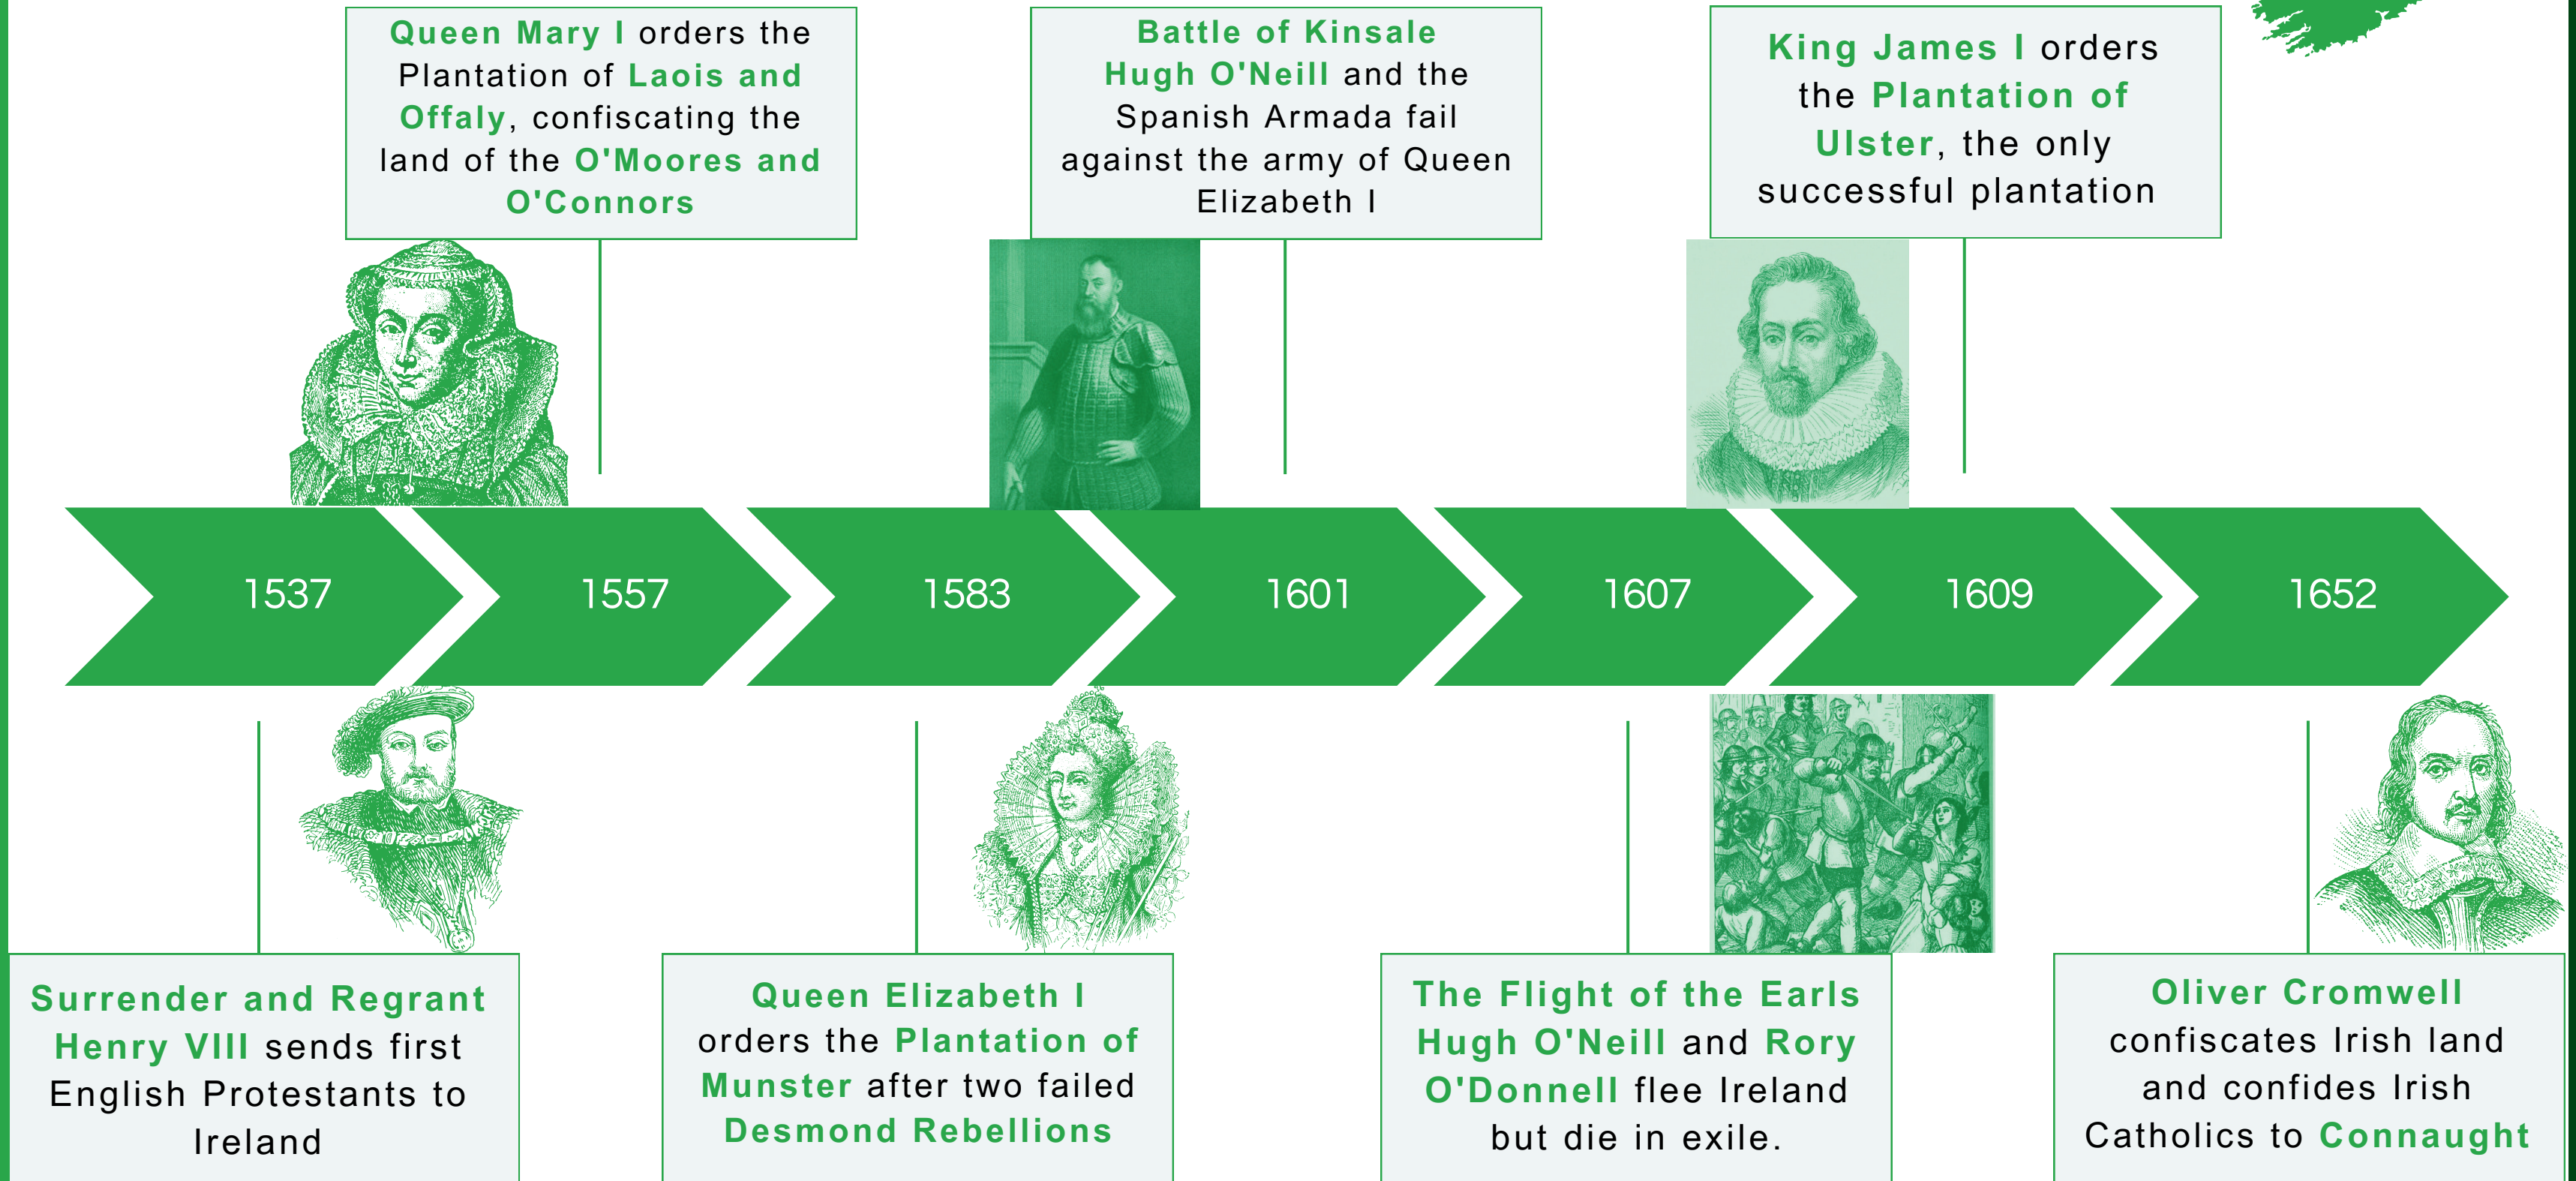 Queen Mary I orders the
Plantation of Laois and
Offaly, confiscating the
land of the O'Moores and
O'Connors
Battle of Kinsale
Hugh O'Neill and the
Spanish Armada fail
against the army of Queen
Elizabeth I
King James I orders
the Plantation of
Ulster, the only
successful plantation
1537
1557
1583
1601
1607
1609
1652
Surrender and Regrant
Henry VIII sends first
English Protestants to
Ireland
Queen Elizabeth I
orders the Plantation of
Munster after two failed
Desmond Rebellions
The Flight of the Earls
Hugh O'Neill and Rory
O'Donnell flee Ireland
but die in exile.
Oliver Cromwell
confiscates Irish land
and confides Irish
Catholics to Connaught